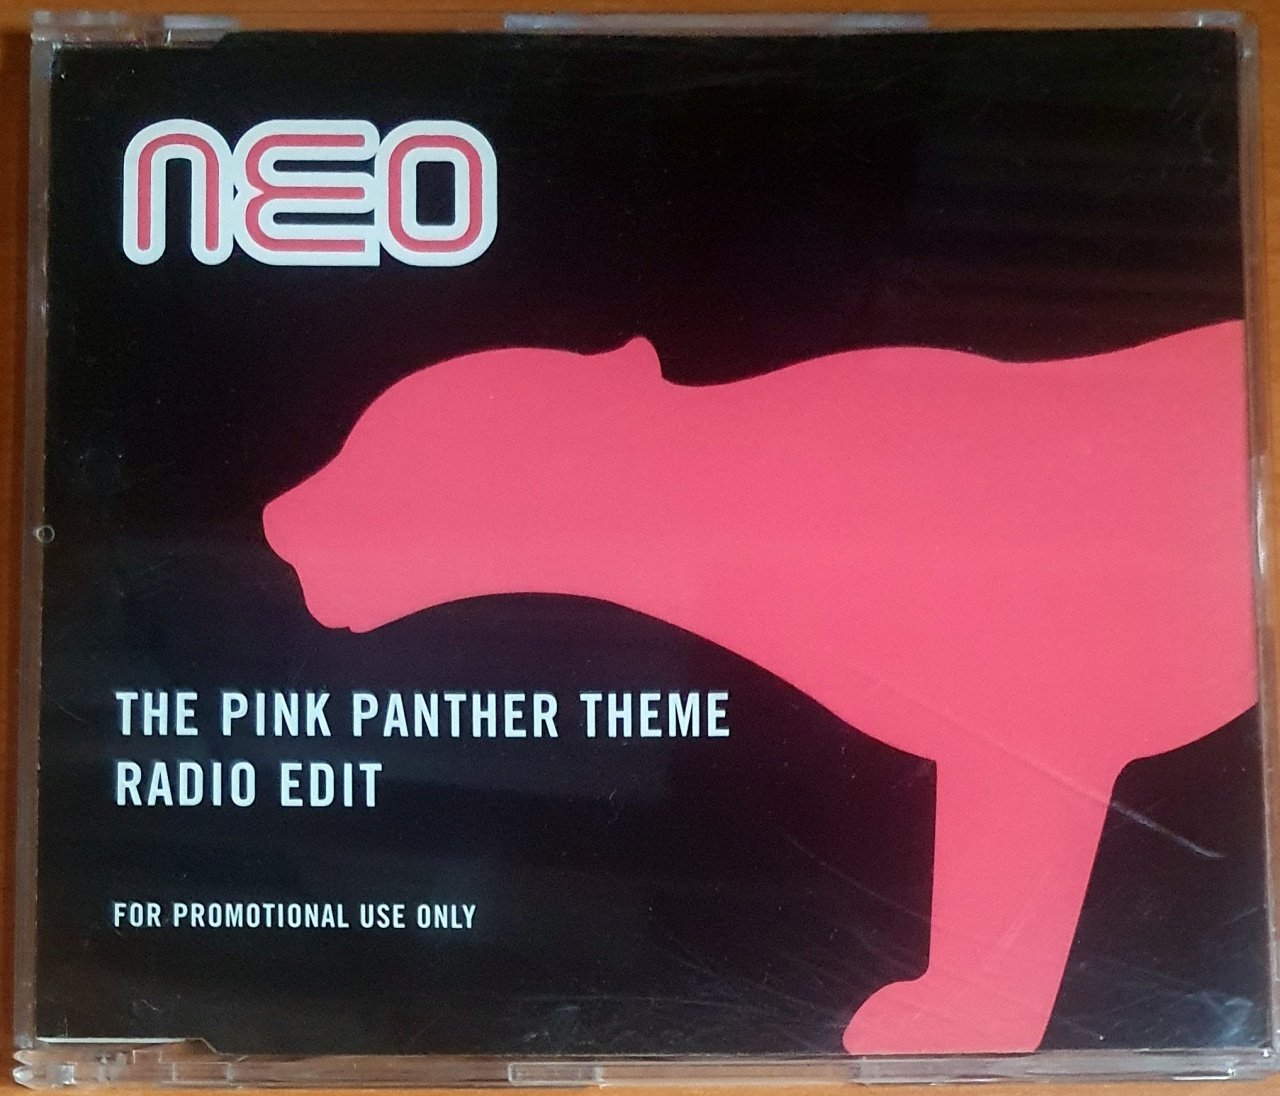 NEO
THE PINK PANTHER THEME
RADIO EDIT
FOR PROMOTIONAL USE ONLY